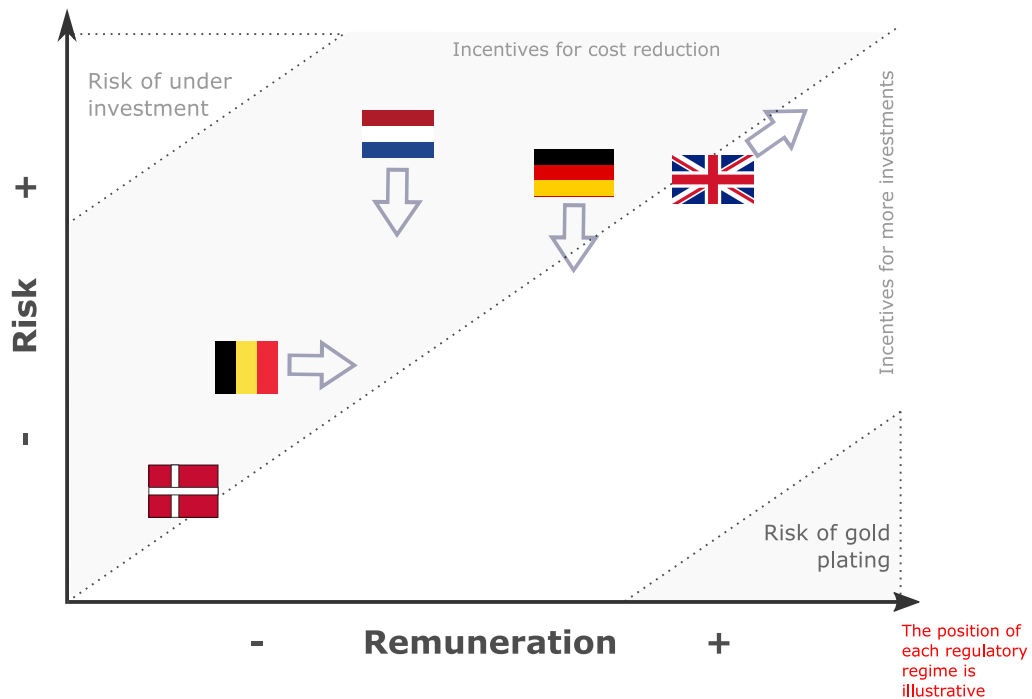 Incentives for cost reduction
Risk of under
investment
Incentives for more investments
+
Risk
-
Risk of gold
plating
-
Remuneration
+
The position of
each regulatory
regime is
illustrative